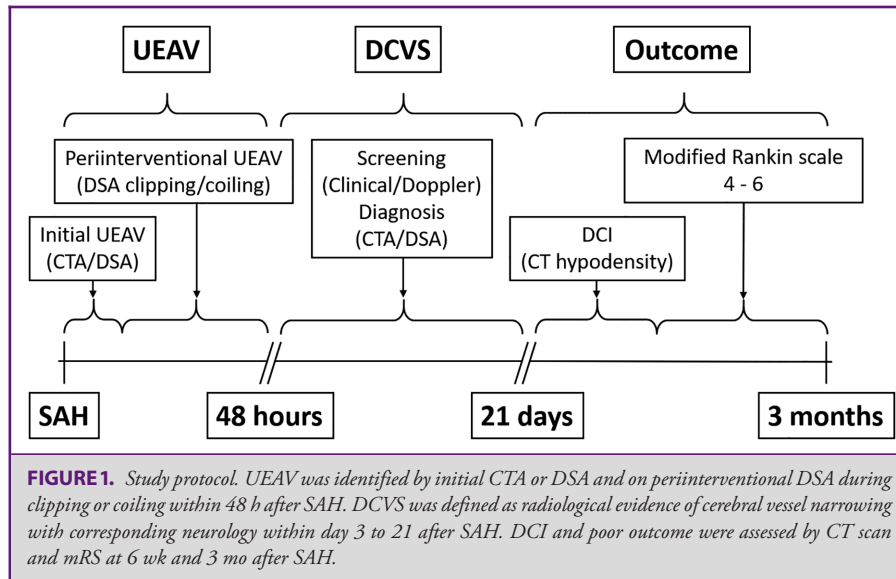 UEAV
DCVS
Outcome
Periinterventional UEAV
(DSA clipping/coiling)
Screening
(Clinical/Doppler)
Diagnosis
(CTA/DSA)
Modified Rankin scale
4 - 6
Initial UEAV
(CTA/DSA)
DCI
(CT hypodensity)
SAH
48 hours
21 days
3 months
FIGURE 1. Study protocol. UEAV was identified by initial CTA or DSA and on periinterventional DSA during
clipping or coiling within 48 h after SAH. DCVS was defined as radiological evidence of cerebral vessel narrowing
with corresponding neurology within day 3 to 21 after SAH. DCI and poor outcome were assessed by CT scan
and mRS at 6 wk and 3 mo after SAH.